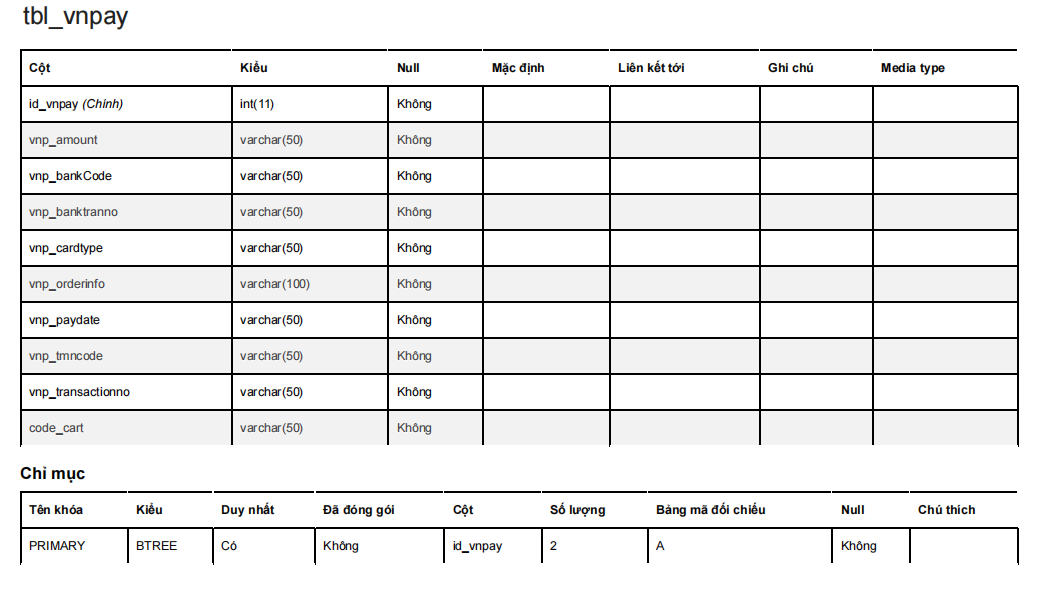 tbl_vnpay
Cột Kiểu Null Mặc định Liên kết tới Ghi chú Media type
id_vnpay (Chính) int(11) Không
vnp_amount varchar(50) Không
vnp_bankCode varchar(50) Không
vnp_banktranno varchar(50) Không
vnp_cardtype varchar(50) Không
vnp_orderinfo varchar(100) Không
vnp_paydate varchar(50) Không
vnp_tmncode varchar(50) Không
vnp_transactionno varchar(50) Không
code_cart varchar(50) Không
Chỉ mục
Tên khóa Kiểu Duy nhất Đã đóng gói Cột Số lượng Bảng mã đối chiếu Null Chú thích
PRIMARY BTREE Có Không id_vnpay 2 A Không